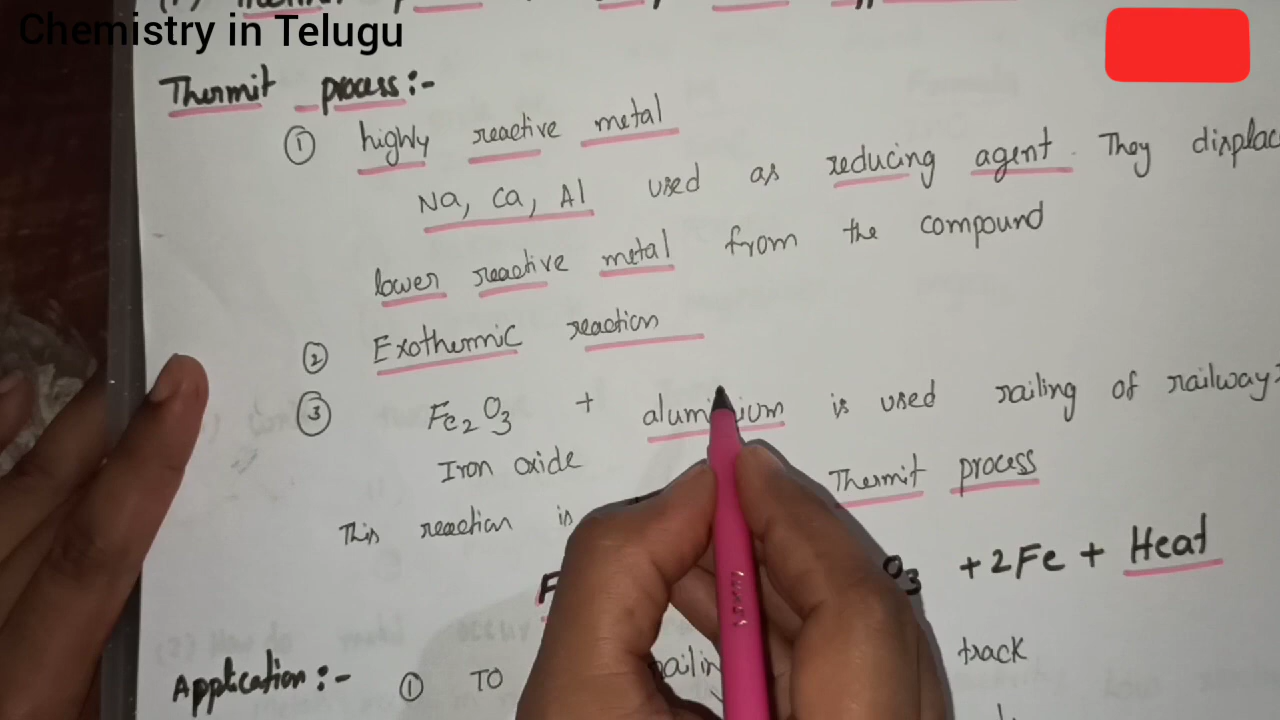 Chemistry in Telugu
Thermit process:-
① highly reactive metal
Na, Ca, Al used as reducing agent. They displac
lower reactive metal from the compound
② Exothermic reaction
③ Fe2O3 + aluminium is used railing of railway
Iron oxide
This reaction is Thermit process
F O3 + 2Fe + Heat
Application:- ① TO track